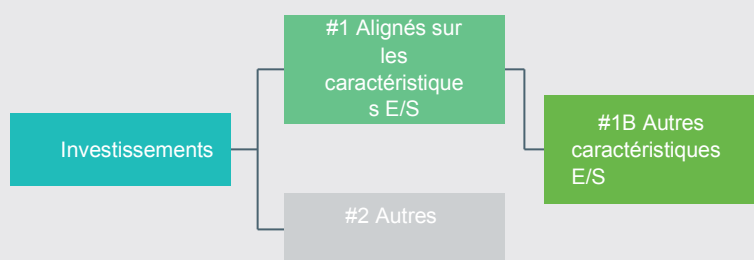 #1 Alignés sur
les
caractéristique
s E/S
Investissements
#1B Autres
caractéristiques
E/S
#2 Autres